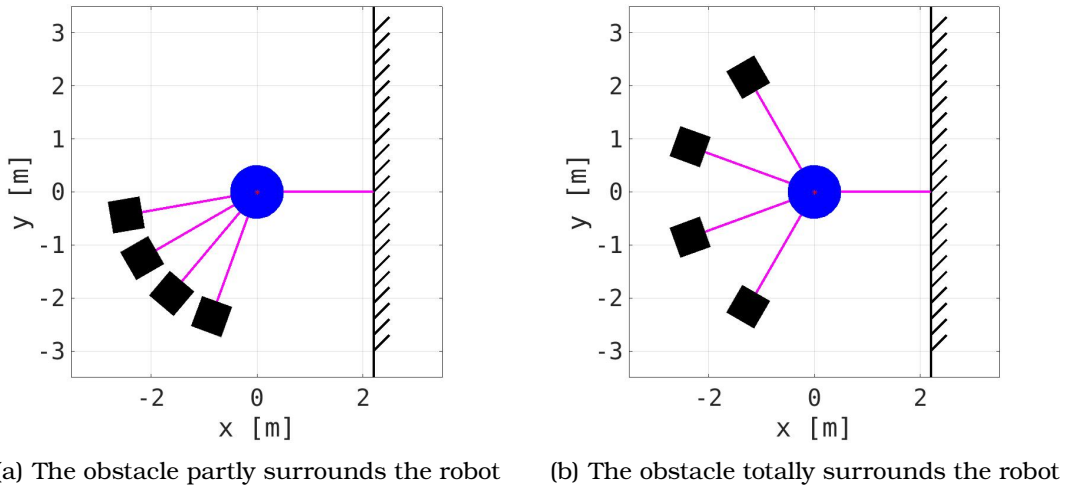 3
2
1
0
-1
-2
-3
y [m]
-2 0 2
x [m]
3
2
1
0
-1
-2
-3
y [m]
-2 0 2
x [m]
a) The obstacle partly surrounds the robot
(b) The obstacle totally surrounds the robot